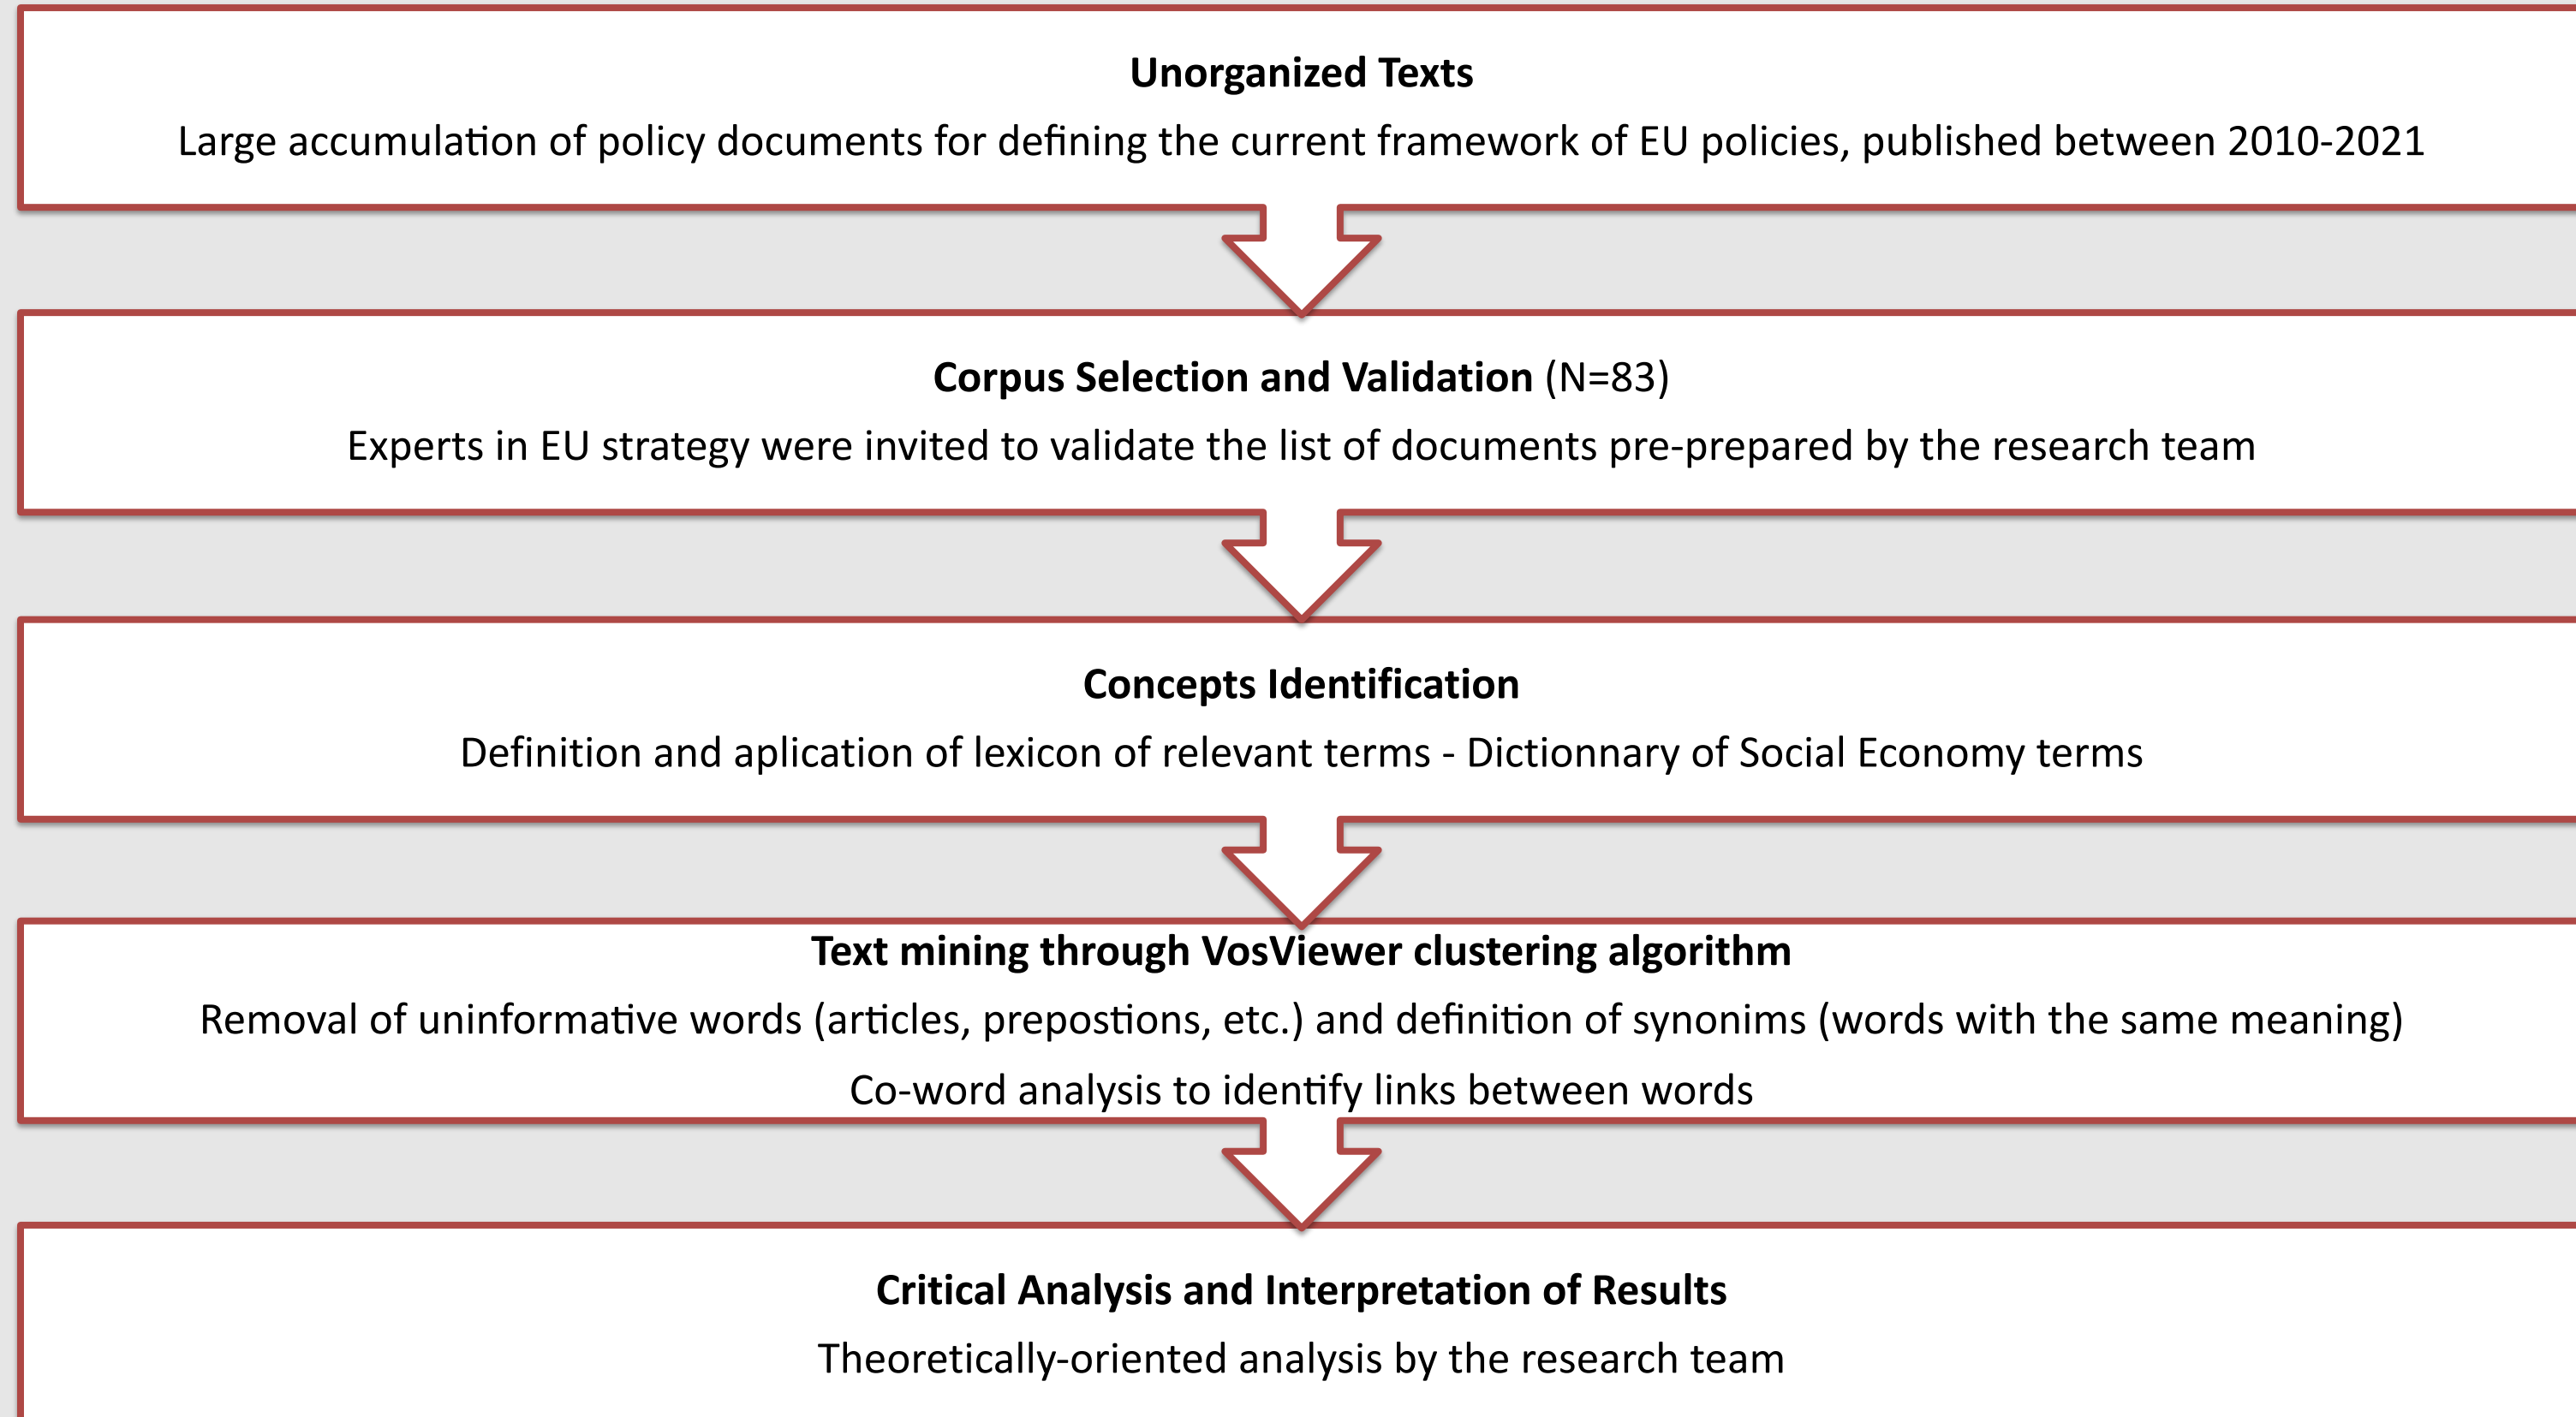 Unorganized Texts
Large accumulation of policy documents for defining the current framework of EU policies, published between 2010-2021
Corpus Selection and Validation (N=83)
Experts in EU strategy were invited to validate the list of documents pre-prepared by the research team
Concepts Identification
Definition and aplication of lexicon of relevant terms - Dictionnary of Social Economy terms
Text mining through VosViewer clustering algorithm
Removal of uninformative words (articles, prepostions, etc.) and definition of synonims (words with the same meaning)
Co-word analysis to identify links between words
Critical Analysis and Interpretation of Results
Theoretically-oriented analysis by the research team